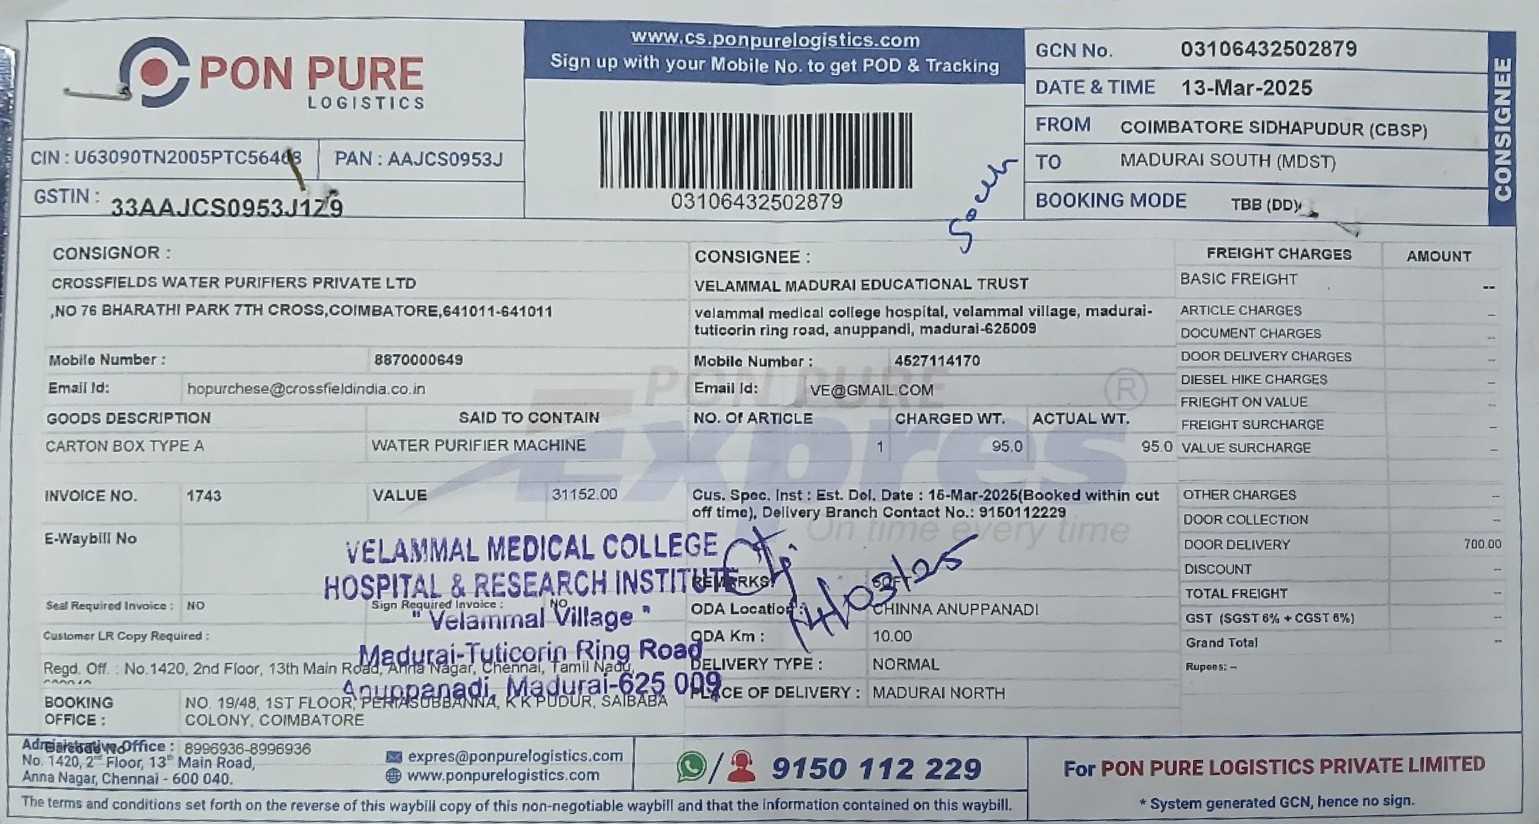 PON PURE
LOGISTICS
CIN : U63090TN2005PTC56463
PAN : AAJCS0953J
GSTIN : 33AAJCS0953J1Z9
www.cs.ponpurelogistics.com
Sign up with your Mobile No. to get POD & Tracking
03106432502879
GCN No. 03106432502879
DATE & TIME 13-Mar-2025
FROM COIMBATORE SIDHAPUDUR (CBSP)
TO MADURAI SOUTH (MDST)
BOOKING MODE TBB (DD)
CONSIGNEE
CONSIGNOR :
CROSSFIELDS WATER PURIFIERS PRIVATE LTD
,NO 76 BHARATHI PARK 7TH CROSS,COIMBATORE,641011-641011
Mobile Number : 8870000649
Email Id: hopurchese@crossfieldindia.co.in
CONSIGNEE :
VELAMMAL MADURAI EDUCATIONAL TRUST
velammal medical college hospital, velammal village, madurai-
tuticorin ring road, anuppandi, madurai-625009
Mobile Number : 4527114170
Email Id: VE@GMAIL.COM
PON PURE
Expres
On time every time
GOODS DESCRIPTION SAID TO CONTAIN NO. Of ARTICLE CHARGED WT. ACTUAL WT.
CARTON BOX TYPE A WATER PURIFIER MACHINE 1 95.0 95.0
INVOICE NO. 1743 VALUE 31152.00
Cus. Spec. Inst : Est. Del. Date : 15-Mar-2025(Booked within cut
off time), Delivery Branch Contact No.: 9150112229
E-Waybill No
VELAMMAL MEDICAL COLLEGE
HOSPITAL & RESEARCH INSTITUTE
" Velammal Village "
Madurai-Tuticorin Ring Road
Anuppanadi, Madurai-625 009
14/03/25
REMARKS:
Seal Required Invoice : NO
Sign Required Invoice : NO
ODA Location : CHINNA ANUPPANADI
Customer LR Copy Required :
ODA Km : 10.00
DELIVERY TYPE : NORMAL
PLACE OF DELIVERY : MADURAI NORTH
Regd. Off. : No.1420, 2nd Floor, 13th Main Road, Anna Nagar, Chennai, Tamil Nadu,
BOOKING OFFICE : NO. 19/48, 1ST FLOOR, PERIASUBBANNA, K K PUDUR, SAIBABA
COLONY, COIMBATORE
FREIGHT CHARGES AMOUNT
BASIC FREIGHT --
ARTICLE CHARGES --
DOCUMENT CHARGES --
DOOR DELIVERY CHARGES --
DIESEL HIKE CHARGES --
FRIEGHT ON VALUE --
FREIGHT SURCHARGE --
VALUE SURCHARGE --
OTHER CHARGES --
DOOR COLLECTION --
DOOR DELIVERY 700.00
DISCOUNT --
TOTAL FREIGHT --
GST (SGST 6% + CGST 6%) --
Grand Total --
Rupees: --
Barcode No 8996936-8996936
Administrative Office :
No. 1420, 2nd Floor, 13th Main Road,
Anna Nagar, Chennai - 600 040.
expres@ponpurelogistics.com
www.ponpurelogistics.com
9150 112 229
For PON PURE LOGISTICS PRIVATE LIMITED
* System generated GCN, hence no sign.
The terms and conditions set forth on the reverse of this waybill copy of this non-negotiable waybill and that the information contained on this waybill.